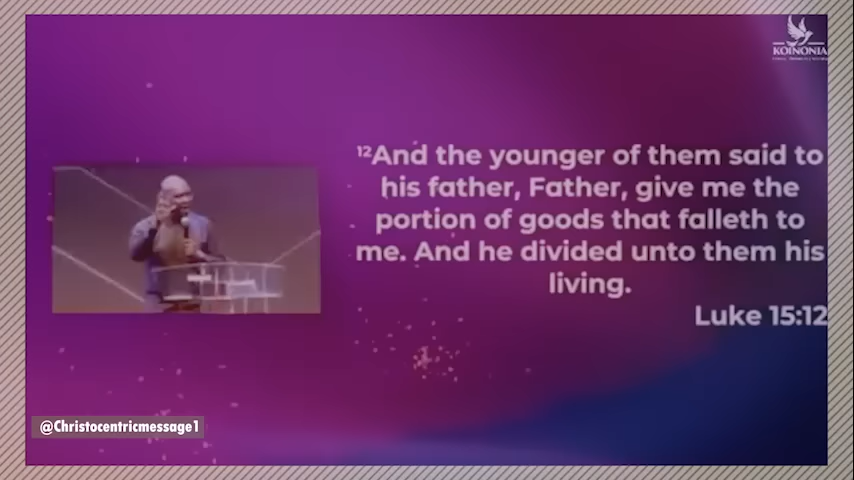 KOINONIA
¹²And the younger of them said to
his father, Father, give me the
portion of goods that falleth to
me. And he divided unto them his
living.
Luke 15:12
@Christocentricmessage1